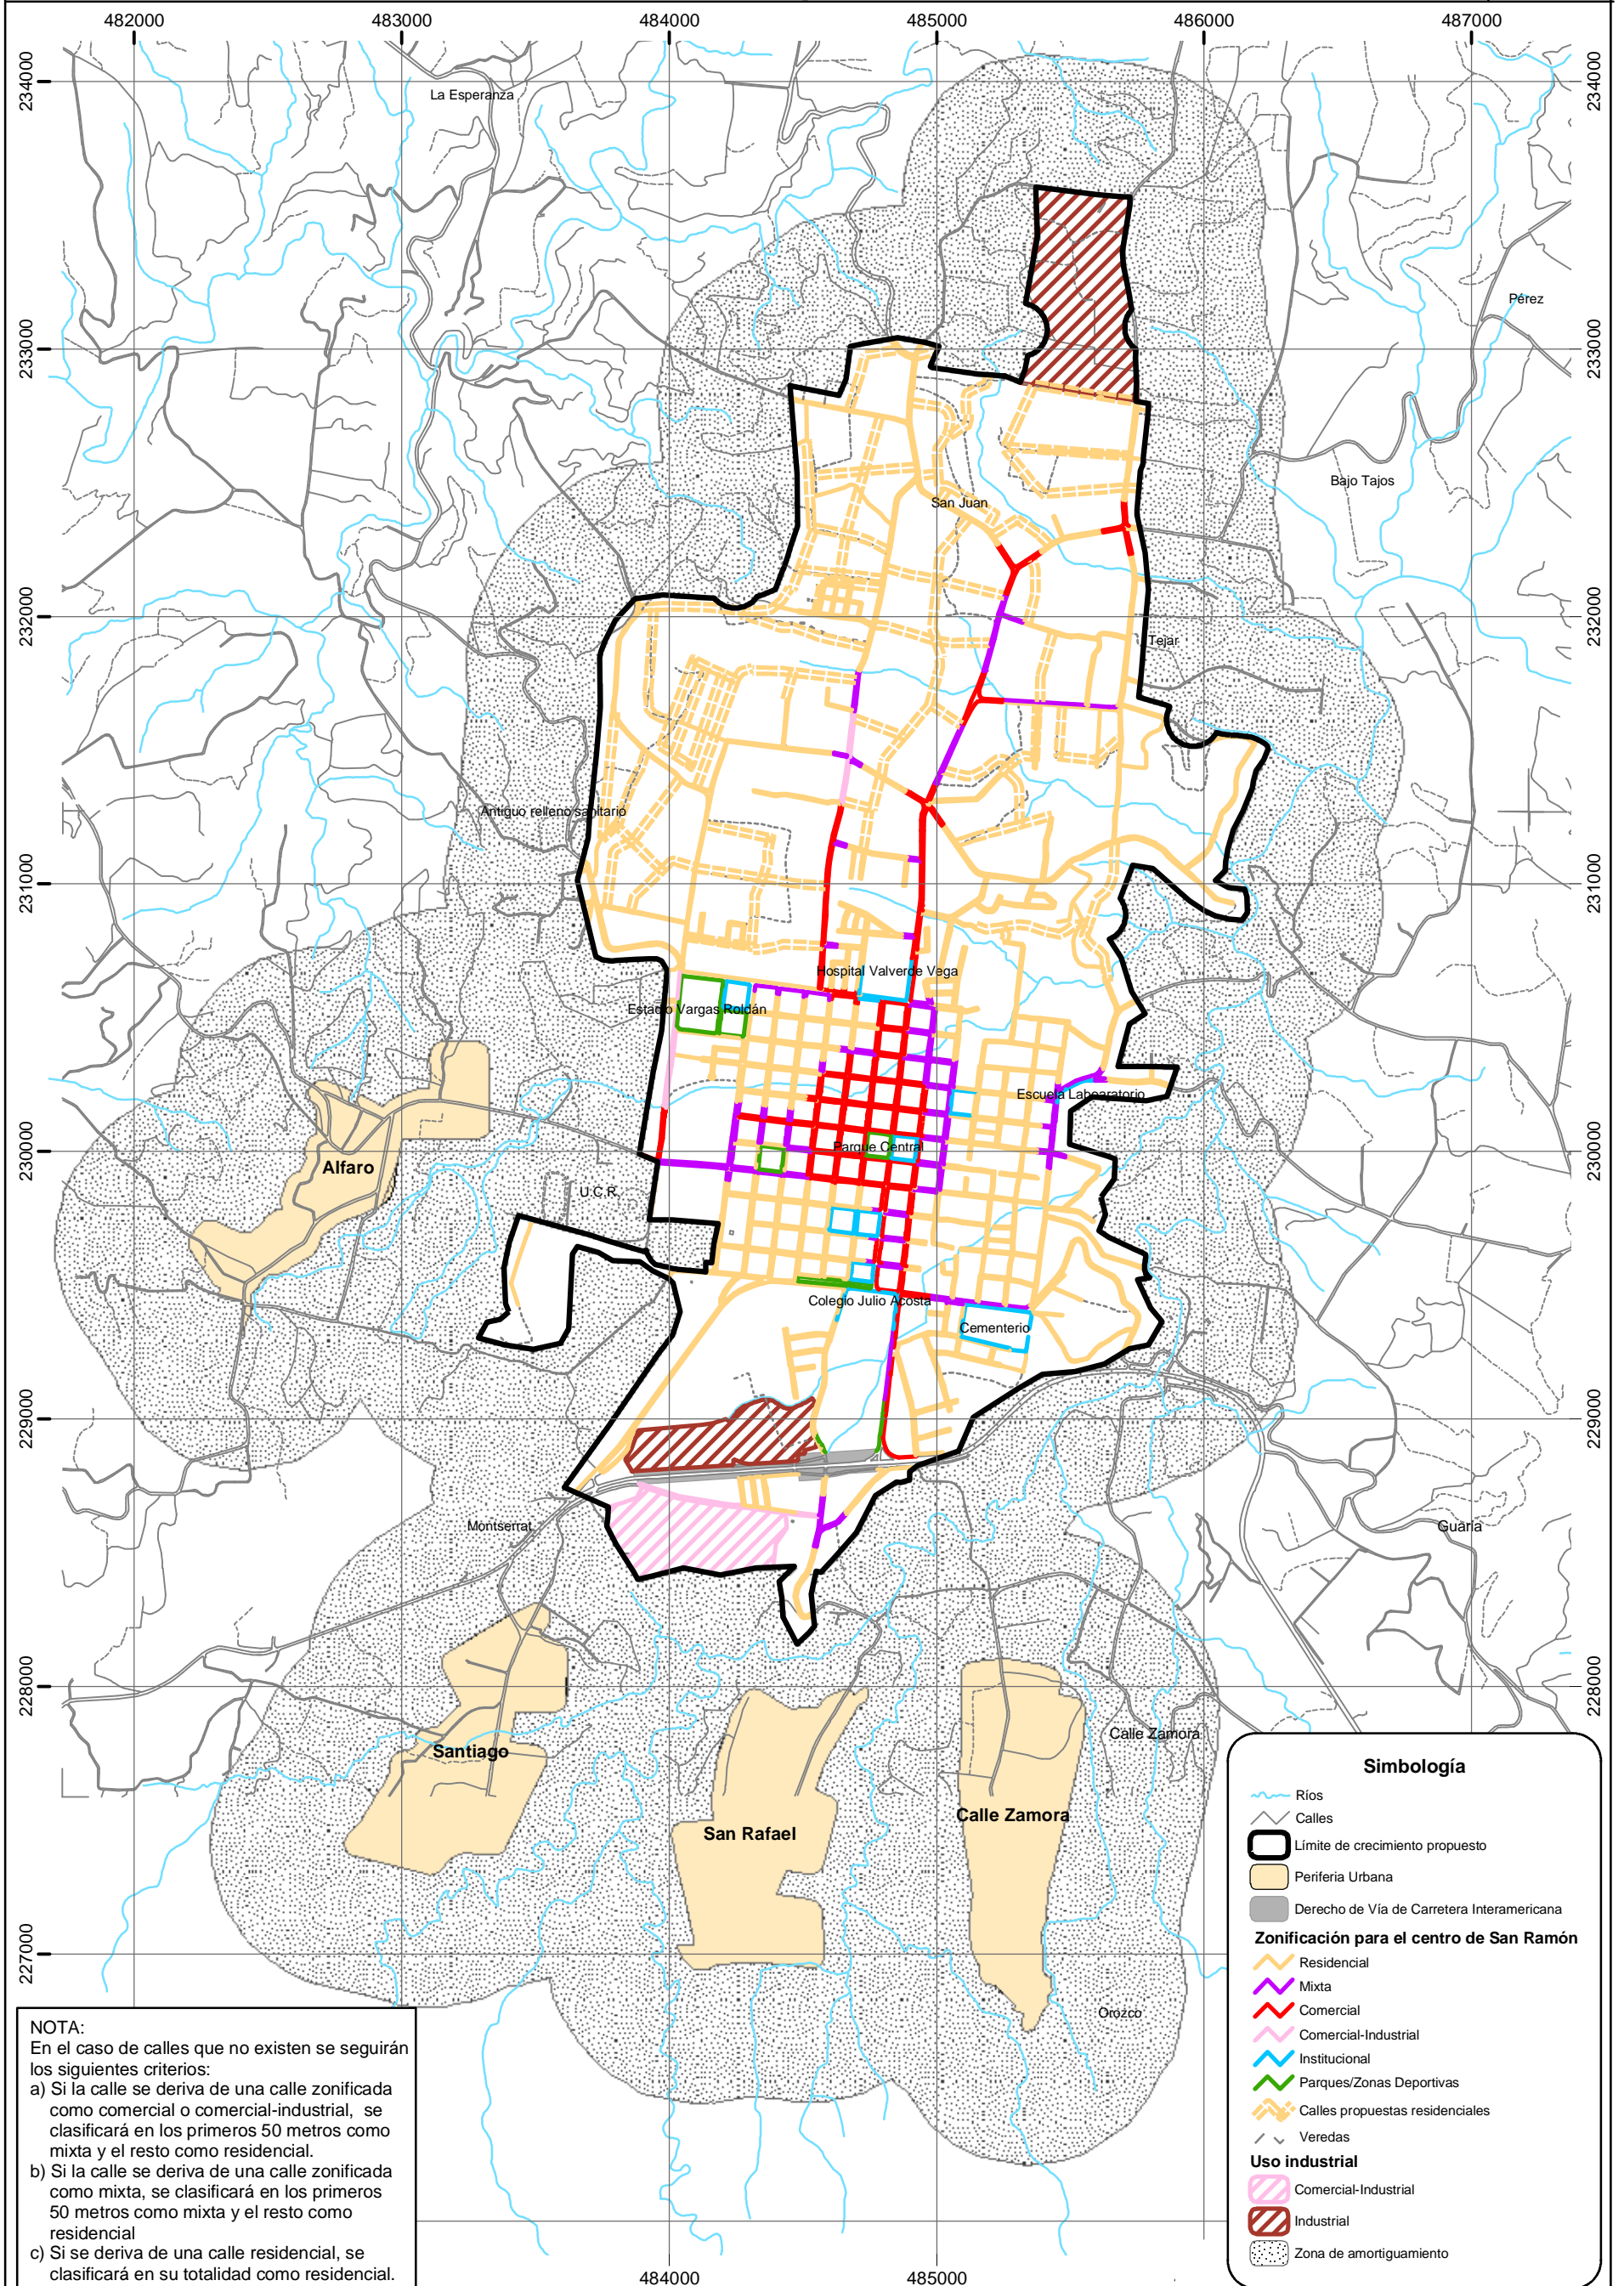 482000 483000 484000 485000 486000 487000
234000 234000
La Esperanza
Pérez
233000 233000
San Juan
Bajo Tajos
232000 232000
Tejar
Antiguo relleno sanitario
231000 231000
Hospital Valverde Vega
Estadio Vargas Roldán
Escuela Laboaratorio
Parque Central
230000 230000
Alfaro
U.C.R.
Colegio Julio Acosta
Cementerio
229000 229000
Montserrat
Guaria
228000 228000
Calle Zamora
Santiago
Calle Zamora
San Rafael
227000
Orozco
Simbología
Ríos
Calles
Límite de crecimiento propuesto
Periferia Urbana
Derecho de Vía de Carretera Interamericana
Zonificación para el centro de San Ramón
Residencial
Mixta
Comercial
Comercial-Industrial
Institucional
Parques/Zonas Deportivas
Calles propuestas residenciales
Veredas
Uso industrial
Comercial-Industrial
Industrial
Zona de amortiguamiento
NOTA:
En el caso de calles que no existen se seguirán
los siguientes criterios:
a) Si la calle se deriva de una calle zonificada
como comercial o comercial-industrial, se
clasificará en los primeros 50 metros como
mixta y el resto como residencial.
b) Si la calle se deriva de una calle zonificada
como mixta, se clasificará en los primeros
50 metros como mixta y el resto como
residencial
c) Si se deriva de una calle residencial, se
clasificará en su totalidad como residencial.
484000 485000